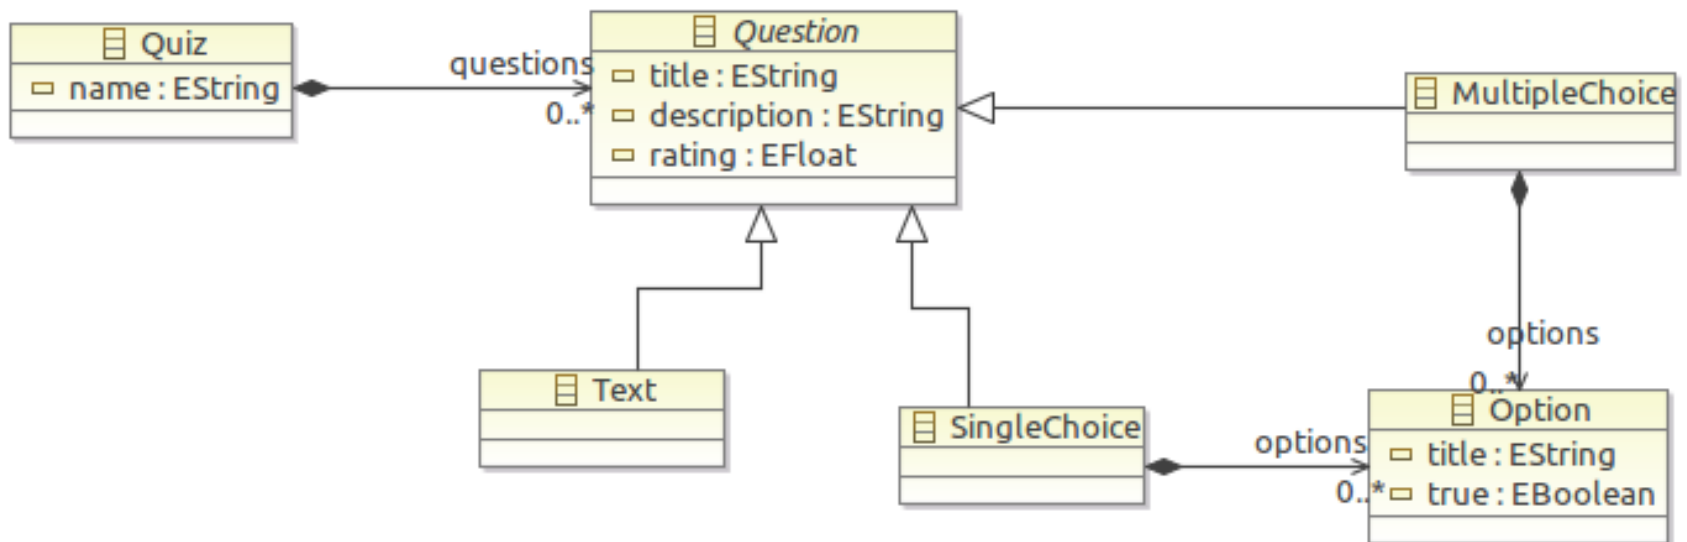 Quiz
name : EString
questions
0..*
Question
title : EString
description : EString
rating : EFloat
MultipleChoice
Text
SingleChoice
options
0..*
options
0..*
Option
title : EString
true : EBoolean